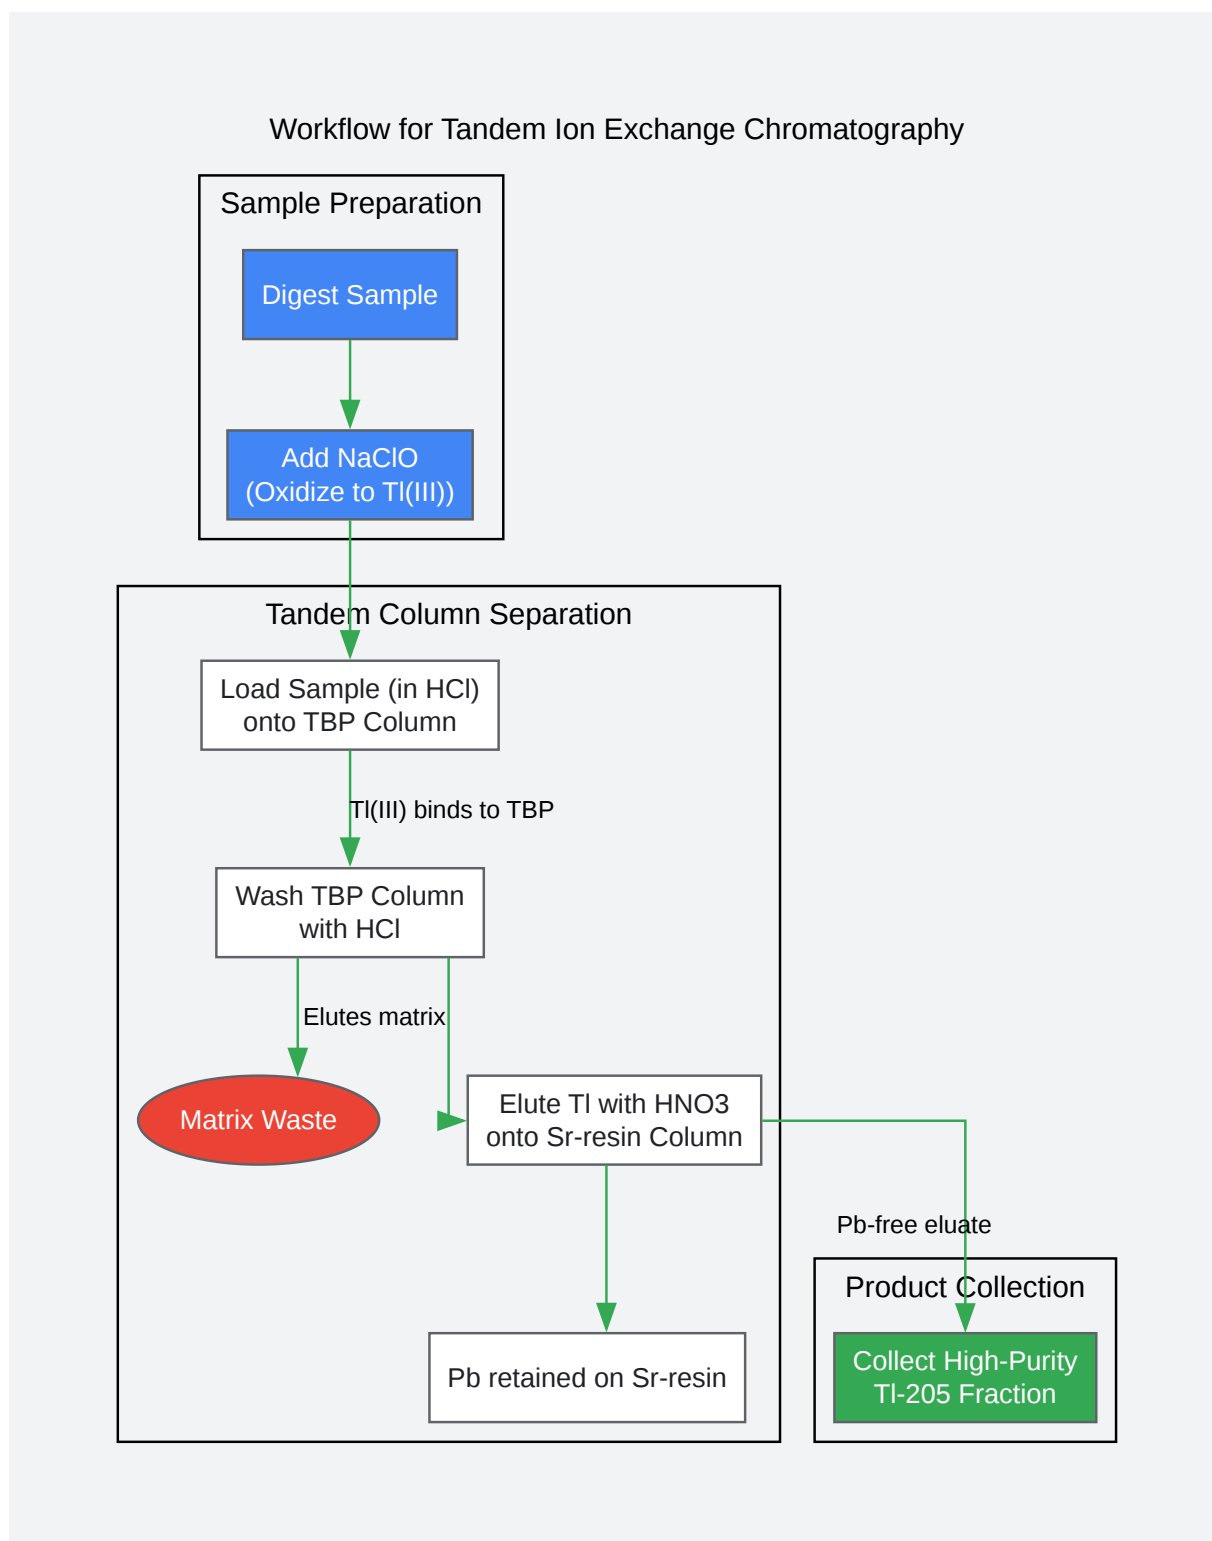 Workflow for Tandem Ion Exchange Chromatography
Sample Preparation
Digest Sample
Add NaClO
(Oxidize to Tl(III))
Tandem Column Separation
Load Sample (in HCl)
onto TBP Column
Tl(III) binds to TBP
Wash TBP Column
with HCl
Elutes matrix
Matrix Waste
Elute Tl with HNO3
onto Sr-resin Column
Pb-free eluate
Pb retained on Sr-resin
Product Collection
Collect High-Purity
Tl-205 Fraction